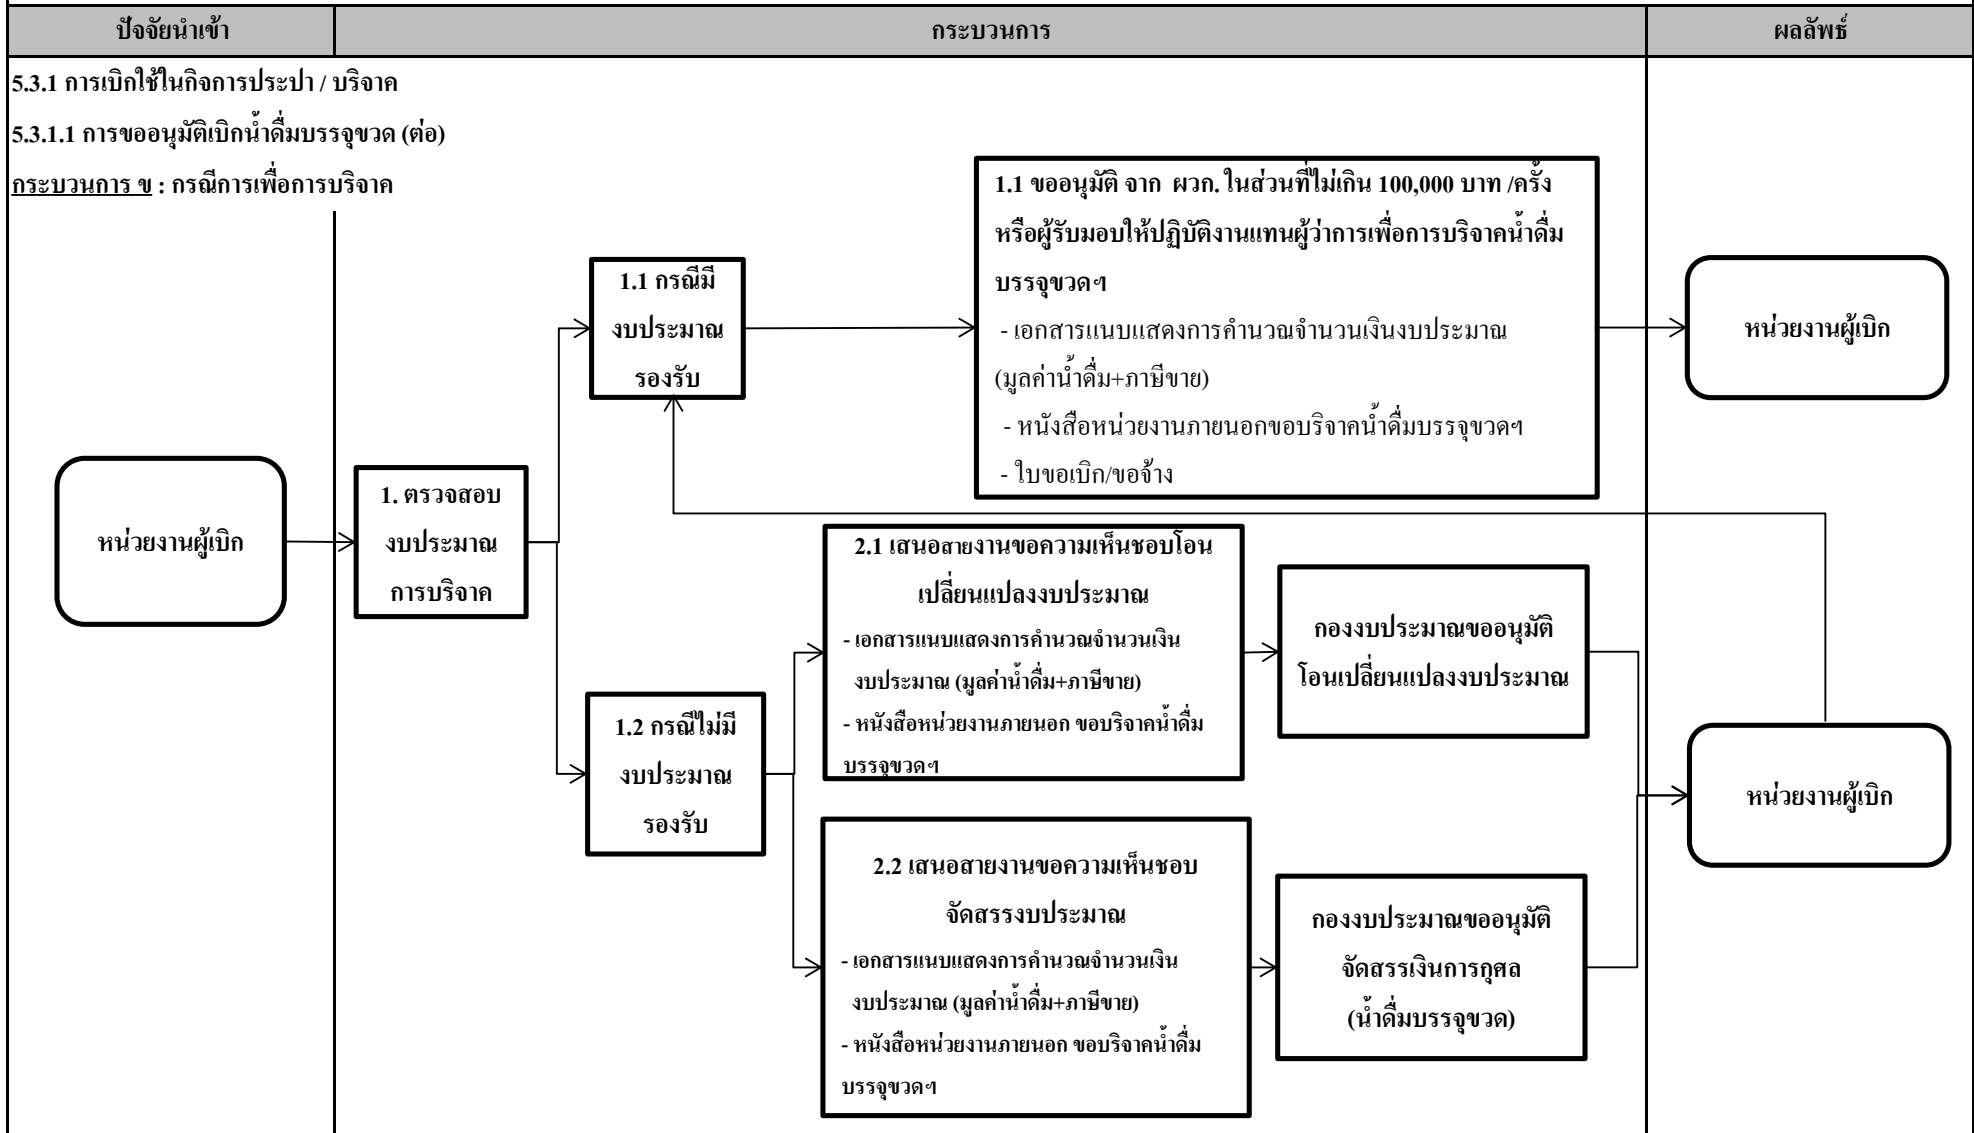 ปัจจัยนำเข้า
กระบวนการ
ผลลัพธ์
5.3.1 การเบิกใช้ในกิจการประปา / บริจาค
5.3.1.1 การขออนุมัติเบิกน้ำดื่มบรรจุขวด (ต่อ)
กระบวนการ ข : กรณีการเพื่อการบริจาค
หน่วยงานผู้เบิก
1. ตรวจสอบ
งบประมาณ
การบริจาค
1.1 กรณีมี
งบประมาณ
รองรับ
1.1 ขออนุมัติ จาก ผวก. ในส่วนที่ไม่เกิน 100,000 บาท /ครั้ง
หรือผู้รับมอบให้ปฏิบัติงานแทนผู้ว่าการเพื่อการบริจาคน้ำดื่ม
บรรจุขวดฯ
- เอกสารแนบแสดงการคำนวณจำนวนเงินงบประมาณ
(มูลค่าน้ำดื่ม+ภาษีขาย)
- หนังสือหน่วยงานภายนอกขอบริจาคน้ำดื่มบรรจุขวดฯ
- ใบขอเบิก/ขอจ้าง
หน่วยงานผู้เบิก
1.2 กรณีไม่มี
งบประมาณ
รองรับ
2.1 เสนอสายงานขอความเห็นชอบโอน
เปลี่ยนแปลงงบประมาณ
- เอกสารแนบแสดงการคำนวณจำนวนเงิน
งบประมาณ (มูลค่าน้ำดื่ม+ภาษีขาย)
- หนังสือหน่วยงานภายนอก ขอบริจาคน้ำดื่ม
บรรจุขวดฯ
กองงบประมาณขออนุมัติ
โอนเปลี่ยนแปลงงบประมาณ
2.2 เสนอสายงานขอความเห็นชอบ
จัดสรรงบประมาณ
- เอกสารแนบแสดงการคำนวณจำนวนเงิน
งบประมาณ (มูลค่าน้ำดื่ม+ภาษีขาย)
- หนังสือหน่วยงานภายนอก ขอบริจาคน้ำดื่ม
บรรจุขวดฯ
กองงบประมาณขออนุมัติ
จัดสรรเงินการกุศล
(น้ำดื่มบรรจุขวด)
หน่วยงานผู้เบิก